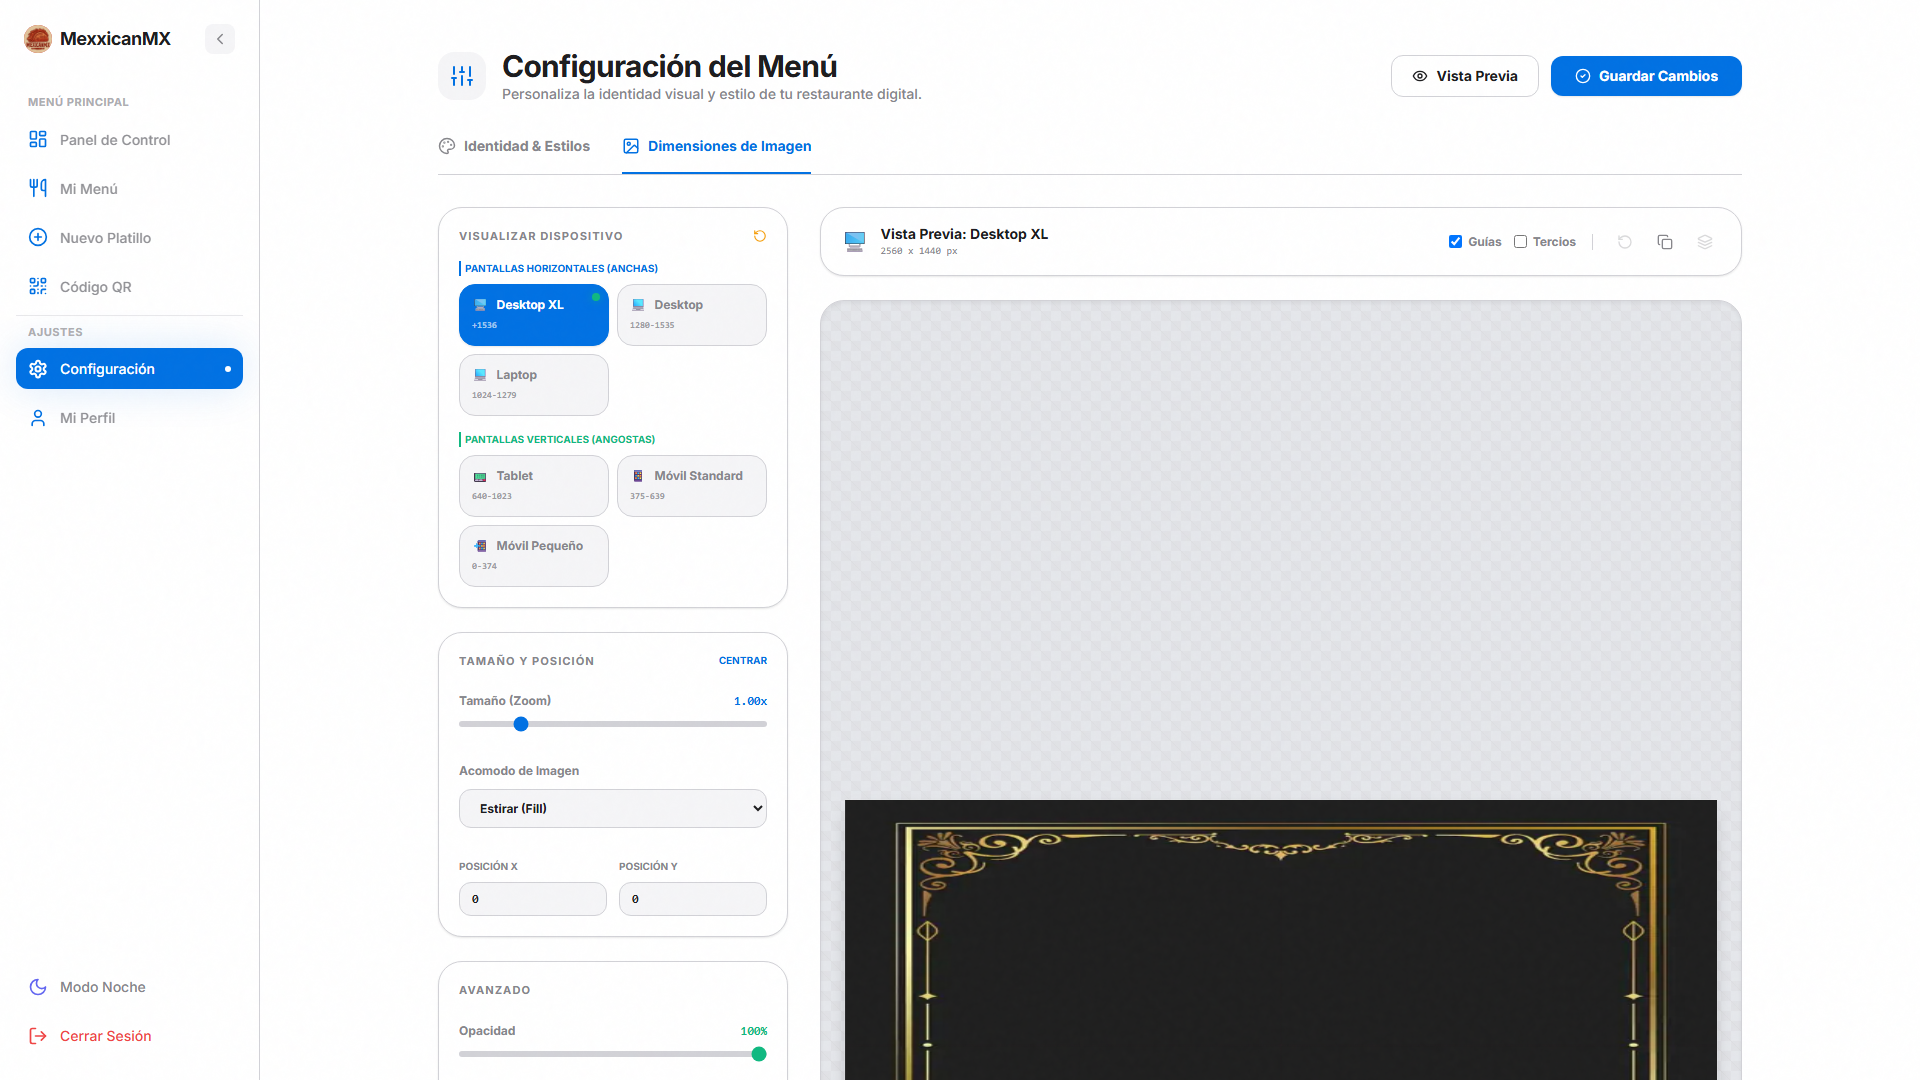 MexxicanMX
MENÚ PRINCIPAL
Panel de Control
Mi Menú
Nuevo Platillo
Código QR
AJUSTES
Configuración
Mi Perfil
Modo Noche
Cerrar Sesión
Configuración del Menú
Personaliza la identidad visual y estilo de tu restaurante digital.
Vista Previa
Guardar Cambios
Identidad & Estilos
Dimensiones de Imagen
VISUALIZAR DISPOSITIVO
PANTALLAS HORIZONTALES (ANCHAS)
Desktop XL
+1536
Desktop
1280-1535
Laptop
1024-1279
PANTALLAS VERTICALES (ANGOSTAS)
Tablet
640-1023
Móvil Standard
375-639
Móvil Pequeño
0-374
TAMAÑO Y POSICIÓN
CENTRAR
Tamaño (Zoom)
1.00x
Acomodo de Imagen
Estirar (Fill)
POSICIÓN X
POSICIÓN Y
0
0
AVANZADO
Opacidad
100%
Vista Previa: Desktop XL
2560 x 1440 px
Guías
Tercios